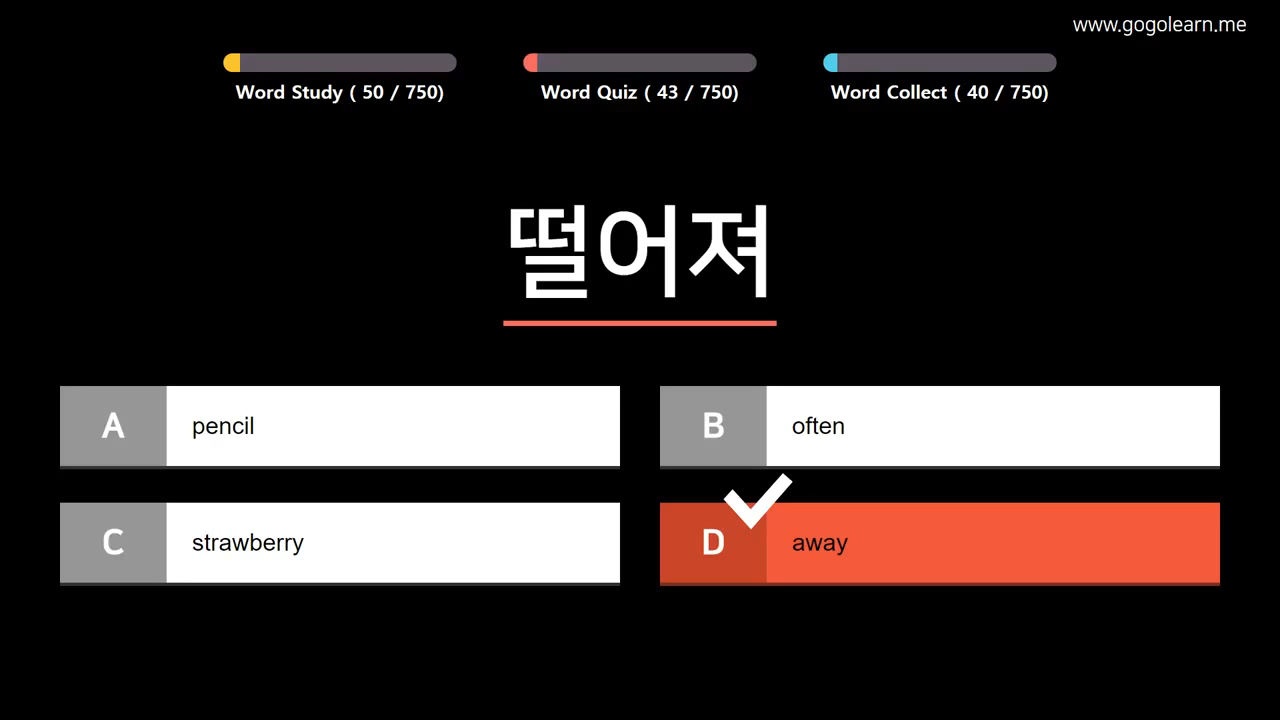 www.gogolearn.me
Word Study ( 50 / 750)
Word Quiz ( 43 / 750)
Word Collect ( 40 / 750)
떨어져
A pencil
B often
C strawberry
D away